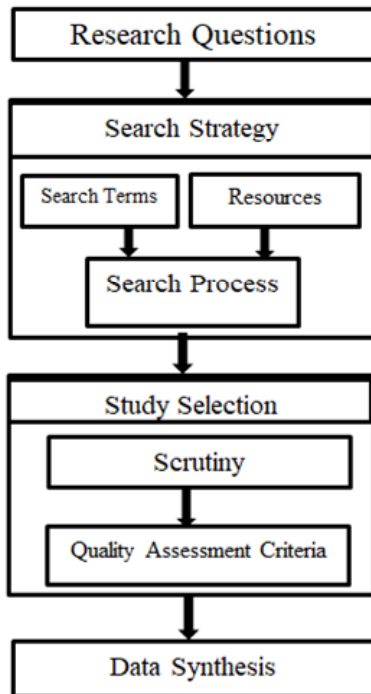 Research Questions
Search Strategy
Search Terms
Resources
Search Process
Study Selection
Scrutiny
Quality Assessment Criteria
Data Synthesis